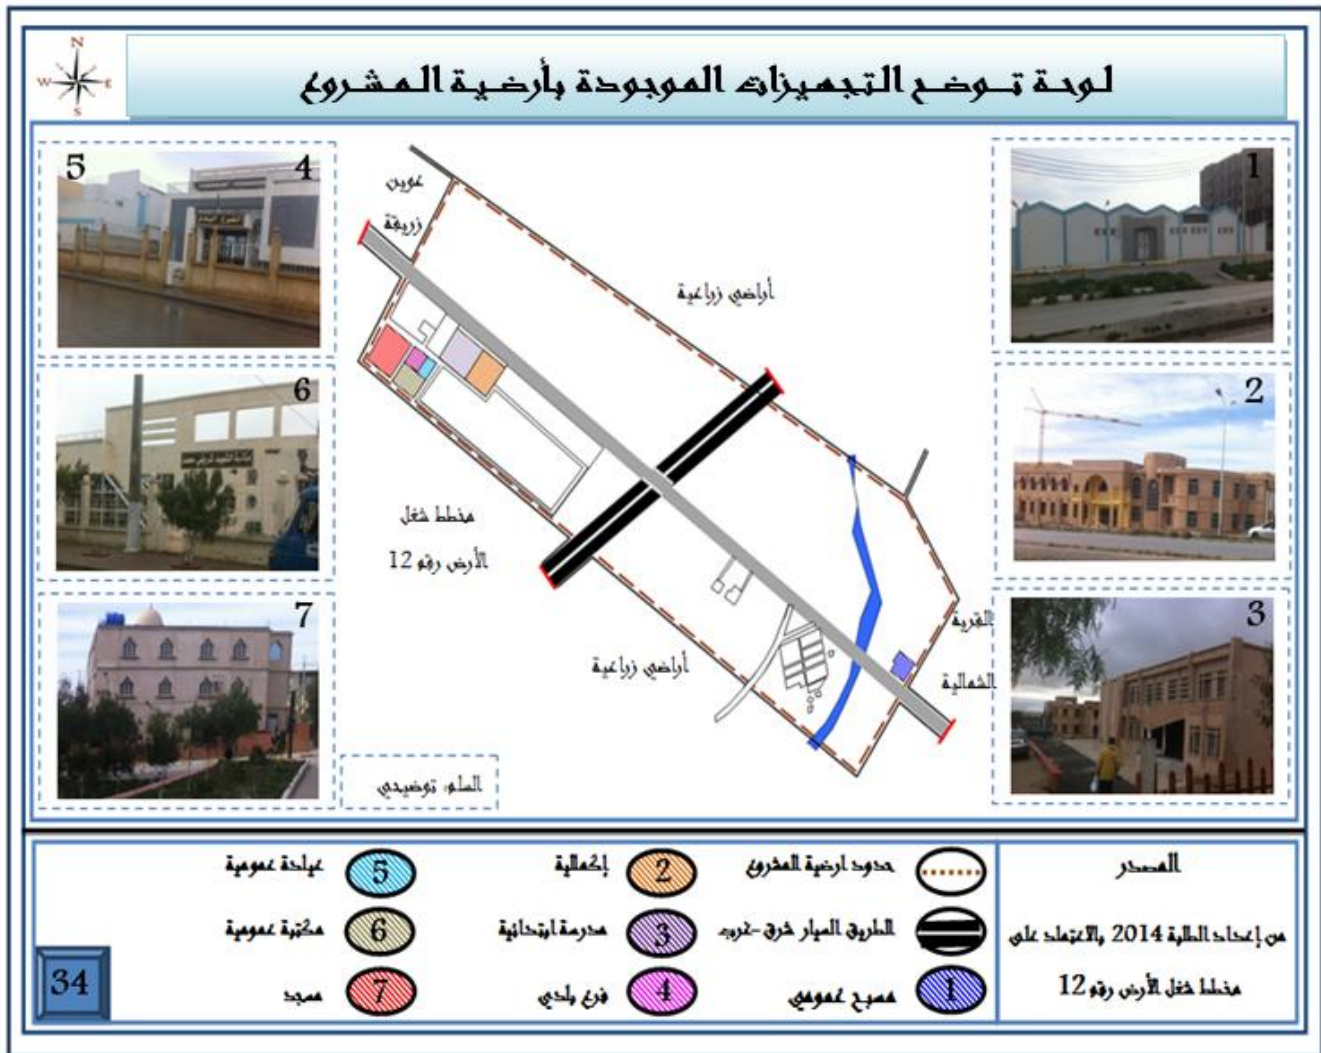 N
W E
S
لوحة توضح التجهيزات الموجودة بأرضية المشروع
1
2
3
5 4
6
7
عوين
زريقة
أراضي زراعية
مخطط شغل
الأرض رقم 12
أراضي زراعية
القرية
الشمالية
السلم: توضيحي
المصدر
من إعداد الطلبة 2014 بالاعتماد على
مخطط شغل الأرض رقم 12
حدود ارضية المشروع
الطريق السيار شرق-غرب
1 مسبح عمومي
2 إكمالية
3 مدرسة ابتدائية
4 فرع بلدي
5 عيادة عمومية
6 مكتبة عمومية
7 مسجد
34